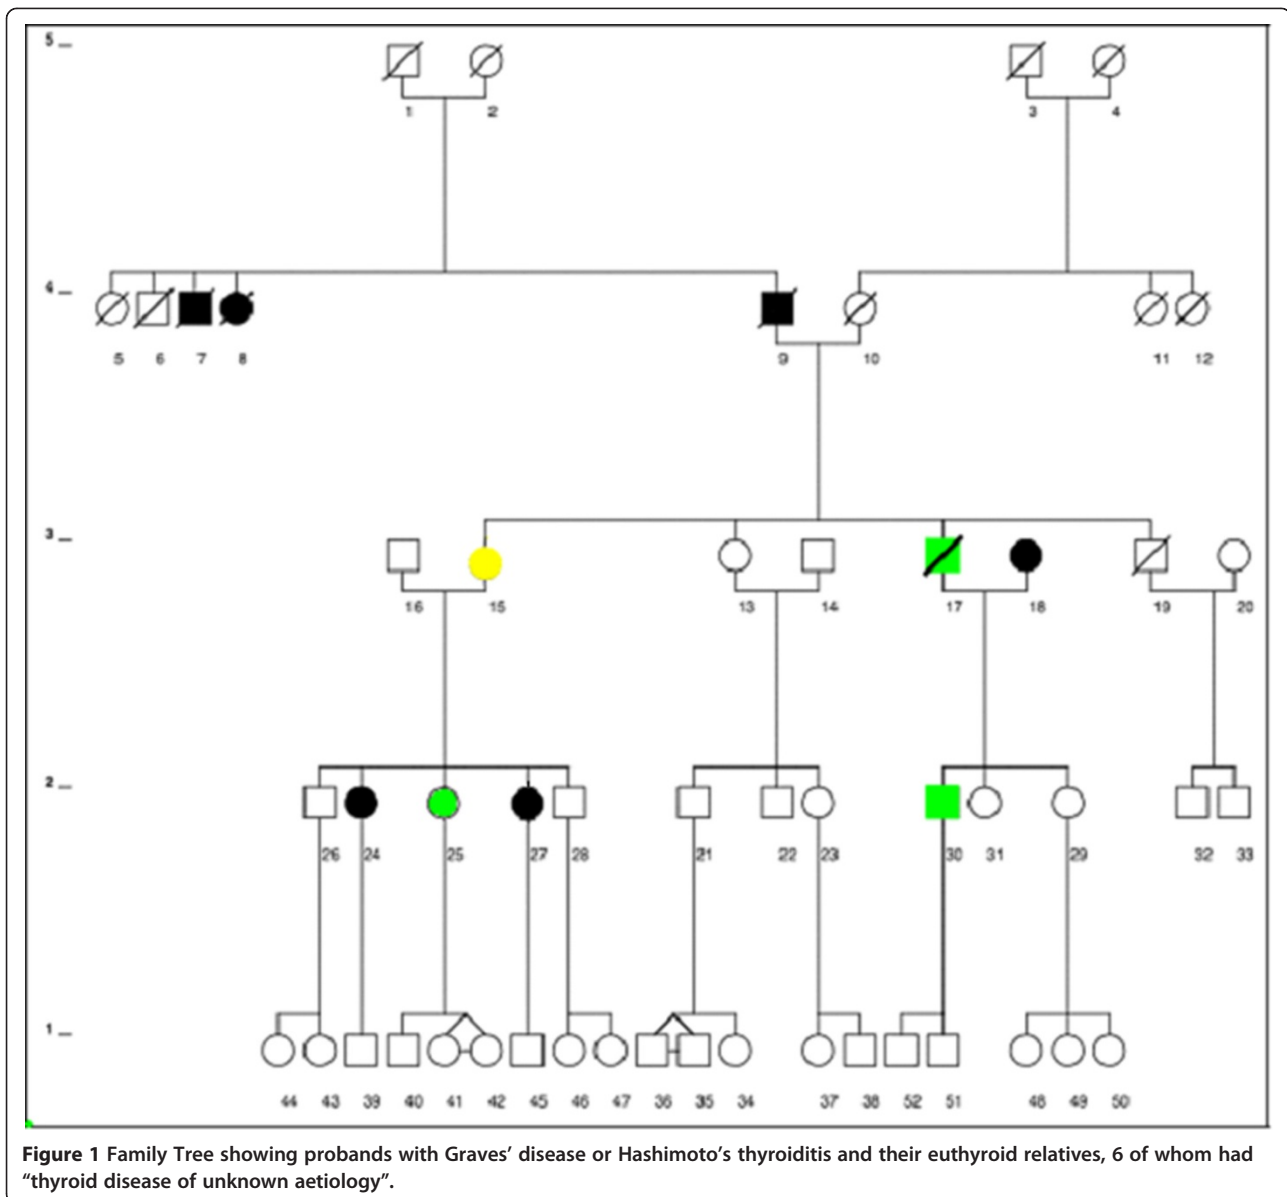 5
1 2 3 4
4
5 6 7 8 9 10 11 12
3
16 15 13 14 17 18 19 20
2
26 24 25 27 28 21 22 23 30 31 29 32 33
1
44 43 39 40 41 42 45 46 47 36 35 34 37 38 52 51 48 49 50
Figure 1 Family Tree showing probands with Graves’ disease or Hashimoto’s thyroiditis and their euthyroid relatives, 6 of whom had
“thyroid disease of unknown aetiology”.